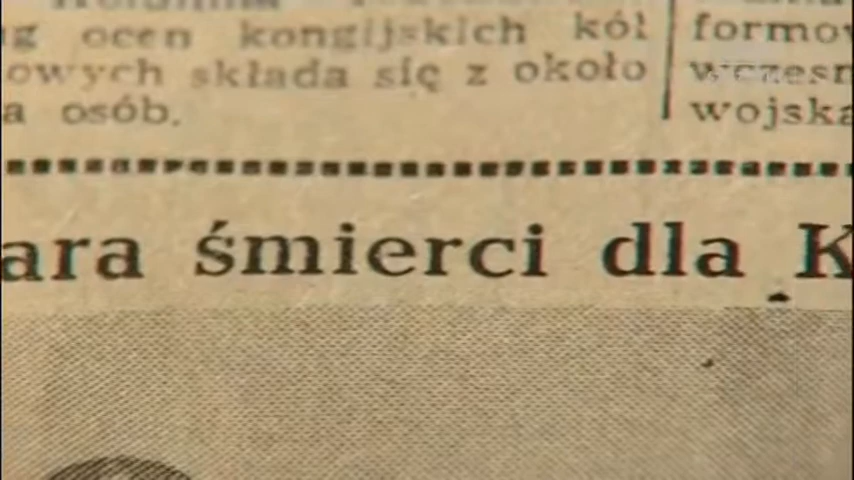 ocen kongijskich kół
owych składa się z około
a osób.
formow
wczesn
wojska
ara śmierci dla K